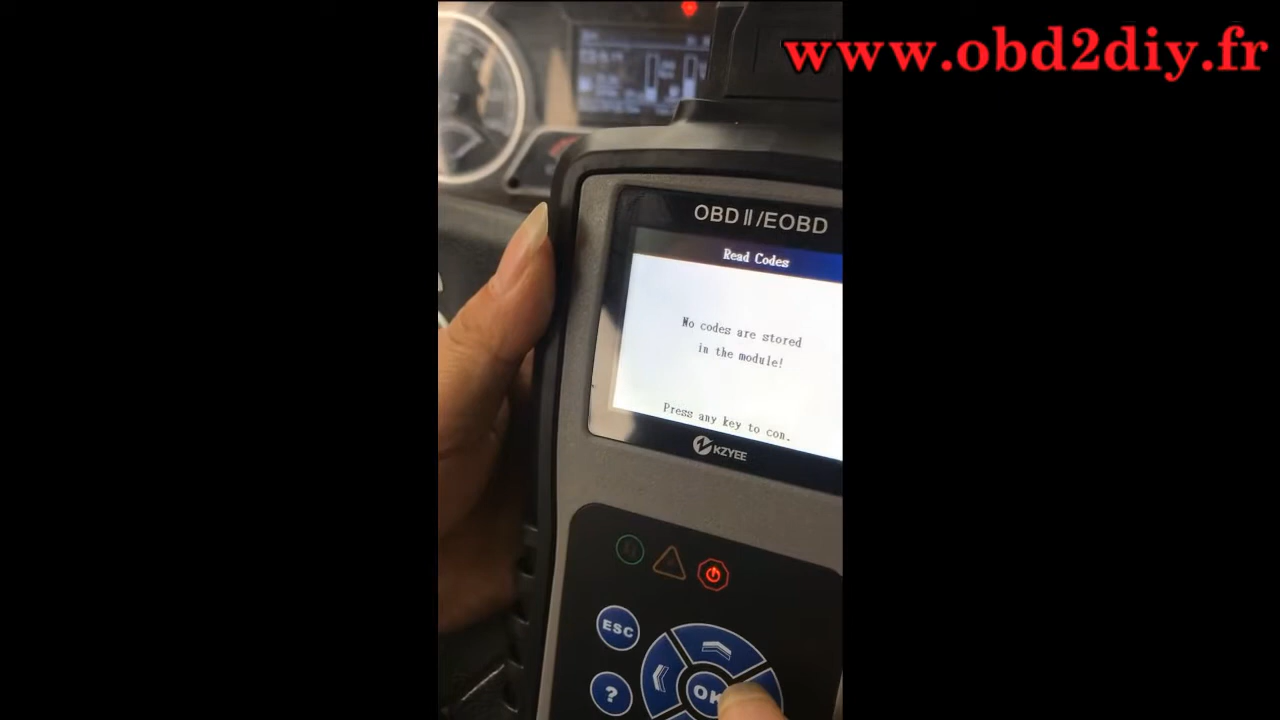 www.obd2diy.fr
OBDⅡ/EOBD
Read Codes
No codes are stored
in the module!
Press any key to con.
KZYEE
ESC
?
OK